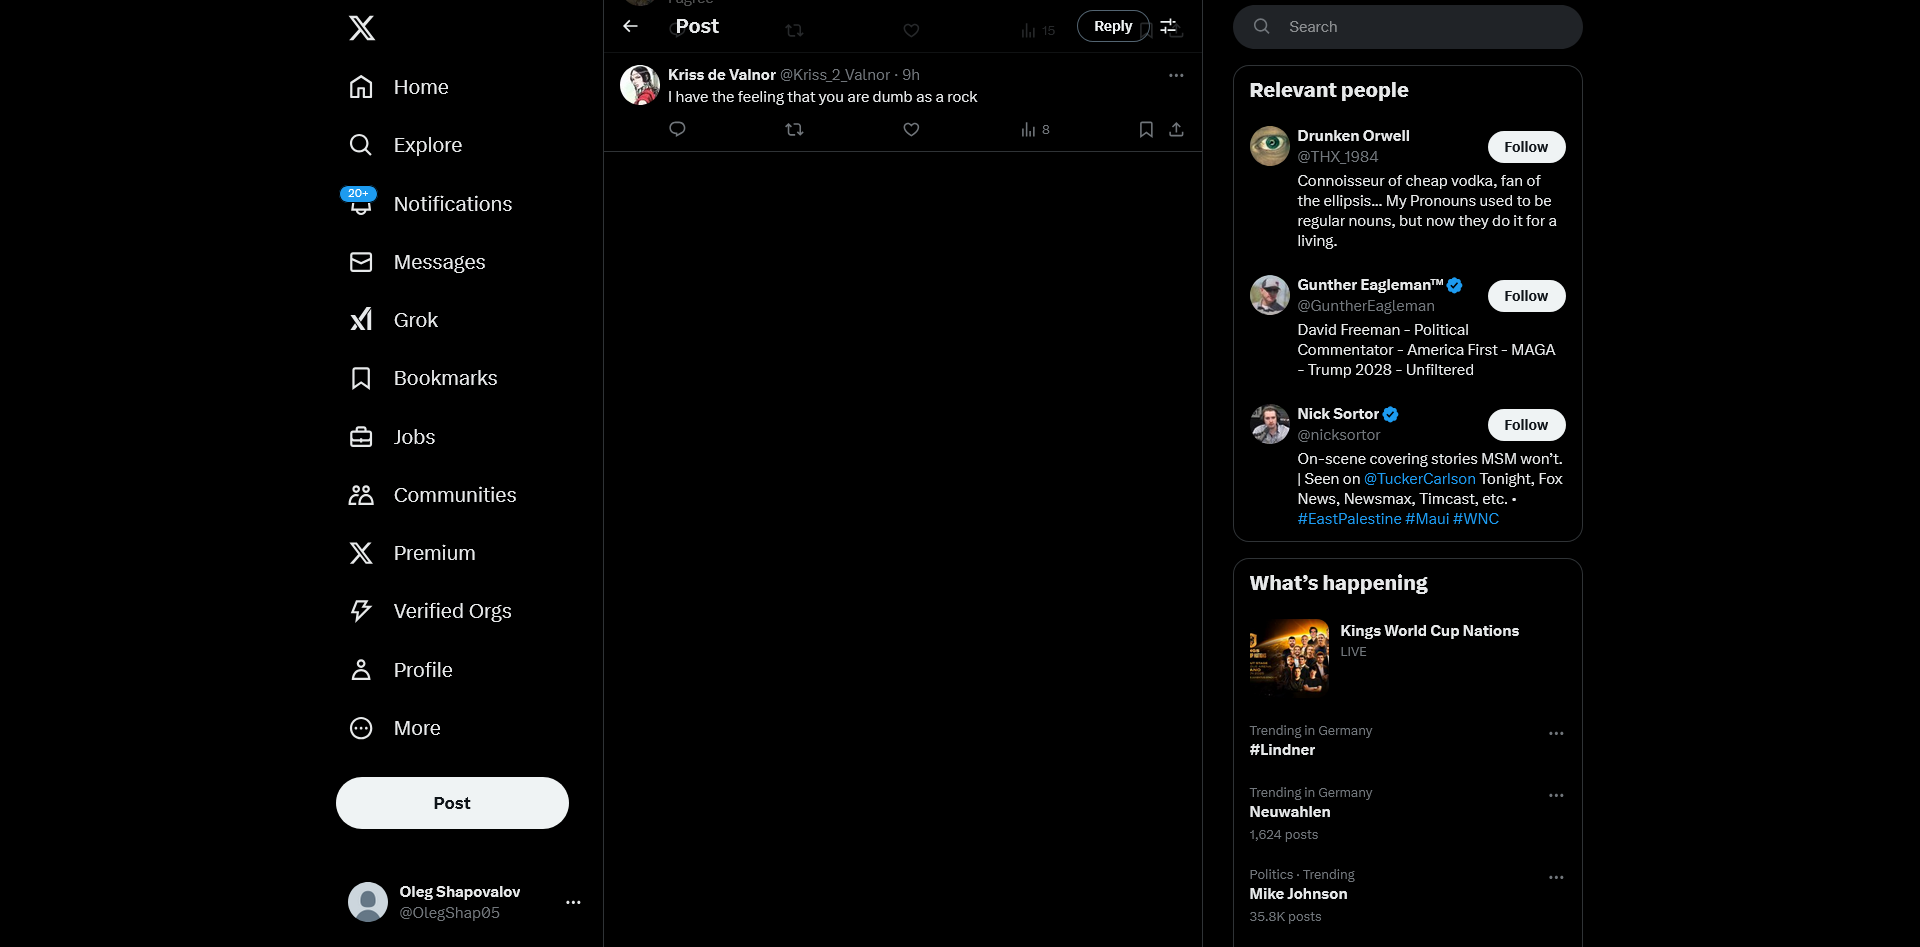 Home
Explore
20+
Notifications
Messages
Grok
Bookmarks
Jobs
Communities
Premium
Verified Orgs
Profile
More
Post
Oleg Shapovalov
@OlegShap05
I agree
Post
15
Reply
Kriss de Valnor @Kriss_2_Valnor · 9h
I have the feeling that you are dumb as a rock
8
Search
Relevant people
Drunken Orwell
@THX_1984
Follow
Connoisseur of cheap vodka, fan of
the ellipsis... My Pronouns used to be
regular nouns, but now they do it for a
living.
Gunther Eagleman™
@GuntherEagleman
Follow
David Freeman - Political
Commentator - America First - MAGA
- Trump 2028 - Unfiltered
Nick Sortor
@nicksortor
Follow
On-scene covering stories MSM won’t.
| Seen on @TuckerCarlson Tonight, Fox
News, Newsmax, Timcast, etc. •
#EastPalestine #Maui #WNC
What’s happening
Kings World Cup Nations
LIVE
Trending in Germany
#Lindner
Trending in Germany
Neuwahlen
1,624 posts
Politics · Trending
Mike Johnson
35.8K posts